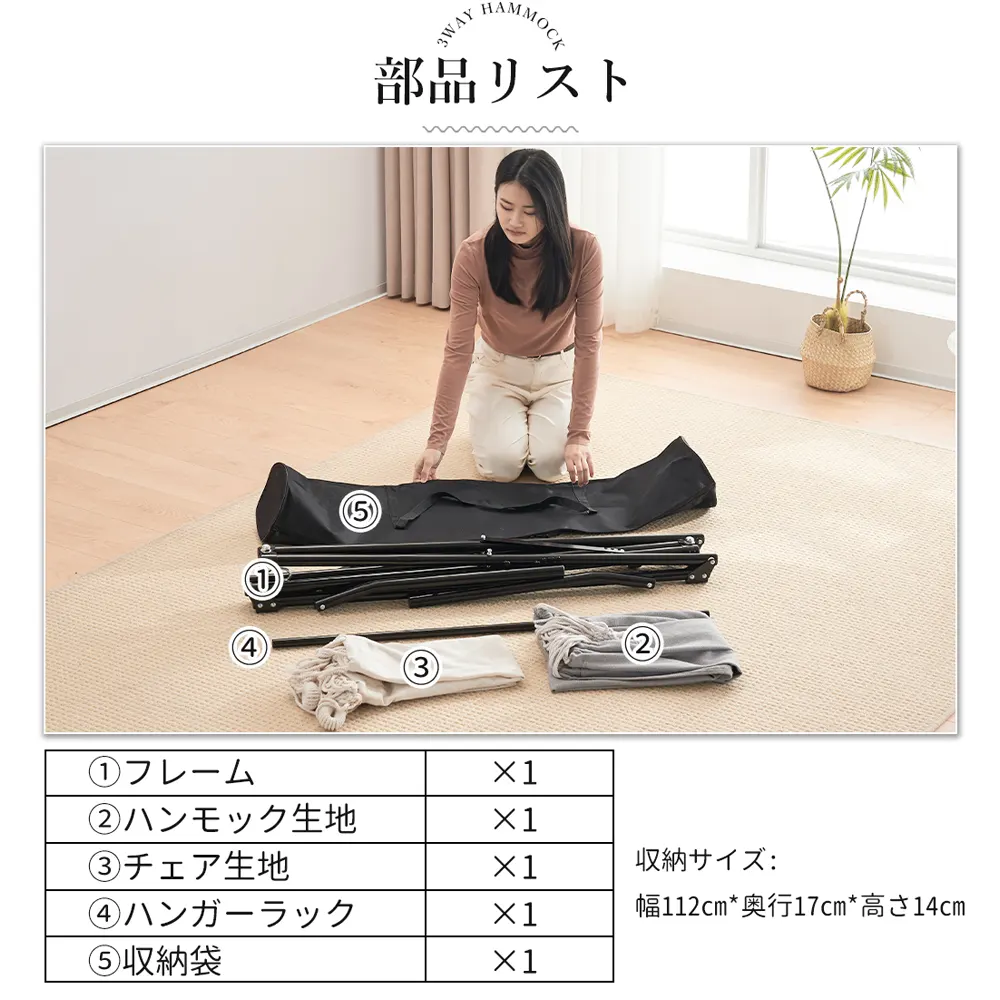 3WAY HAMMOCK
部品リスト
⑤
①
④
③
②
①フレーム ×1
②ハンモック生地 ×1
③チェア生地 ×1
④ハンガーラック ×1
⑤収納袋 ×1
収納サイズ:
幅112㎝*奥行17㎝*高さ14㎝